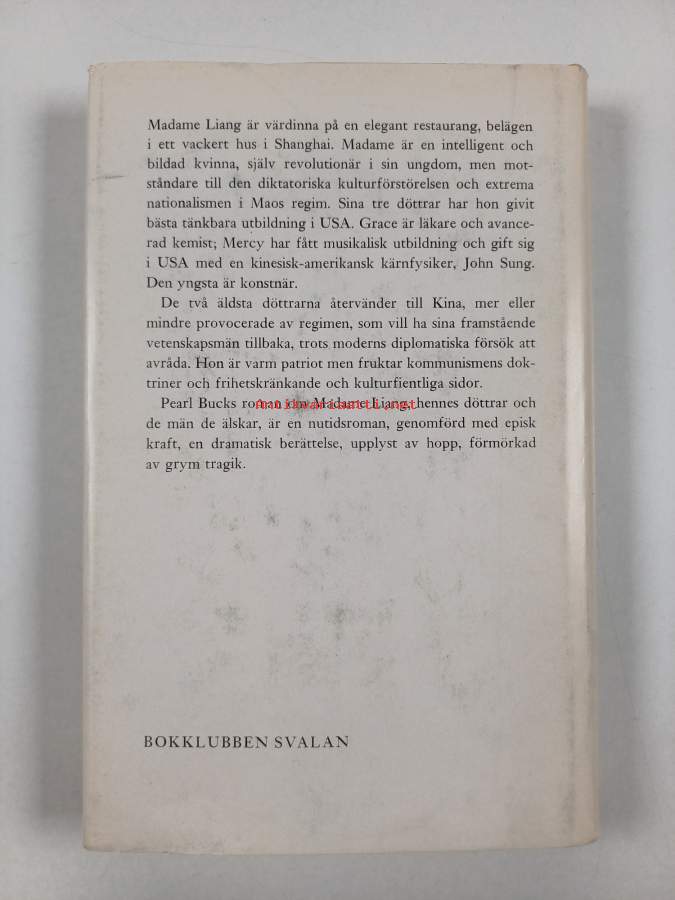 Madame Liang är värdinna på en elegant restaurang, belägen
i ett vackert hus i Shanghai. Madame är en intelligent och
bildad kvinna, själv revolutionär i sin ungdom, men mot-
ståndare till den diktatoriska kulturförstörelsen och extrema
nationalismen i Maos regim. Sina tre döttrar har hon givit
bästa tänkbara utbildning i USA. Grace är läkare och avance-
rad kemist; Mercy har fått musikalisk utbildning och gift sig
i USA med en kinesisk-amerikansk kärnfysiker, John Sung.
Den yngsta är konstnär.
De två äldsta döttrarna återvänder till Kina, mer eller
mindre provocerade av regimen, som vill ha sina framstående
vetenskapsmän tillbaka, trots moderns diplomatiska försök att
avråda. Hon är varm patriot men fruktar kommunismens dok-
triner och frihetskränkande och kulturfientliga sidor.
Pearl Bucks roman om Madame Liang, hennes döttrar och
de män de älskar, är en nutidsroman, genomförd med episk
kraft, en dramatisk berättelse, upplyst av hopp, förmörkad
av grym tragik.
Antikvariaatti.net
BOKKLUBBEN SVALAN